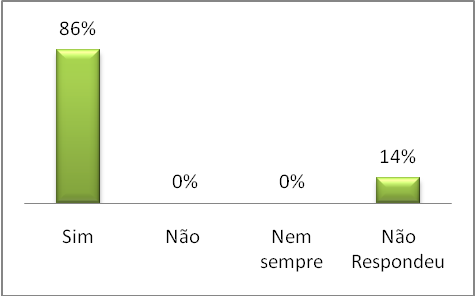 86%
0%
0%
14%
Sim
Não
Nem
sempre
Não
Respondeu